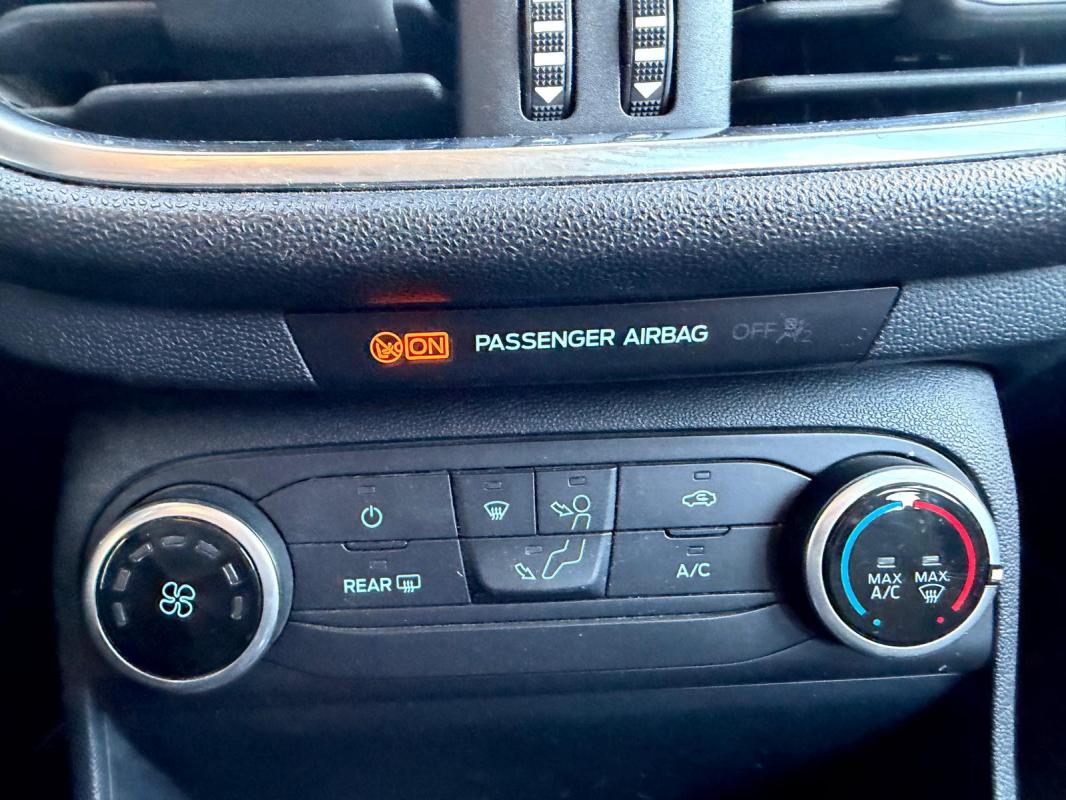 ON PASSENGER AIRBAG OFF
REAR
A/C
MAX
A/C
MAX